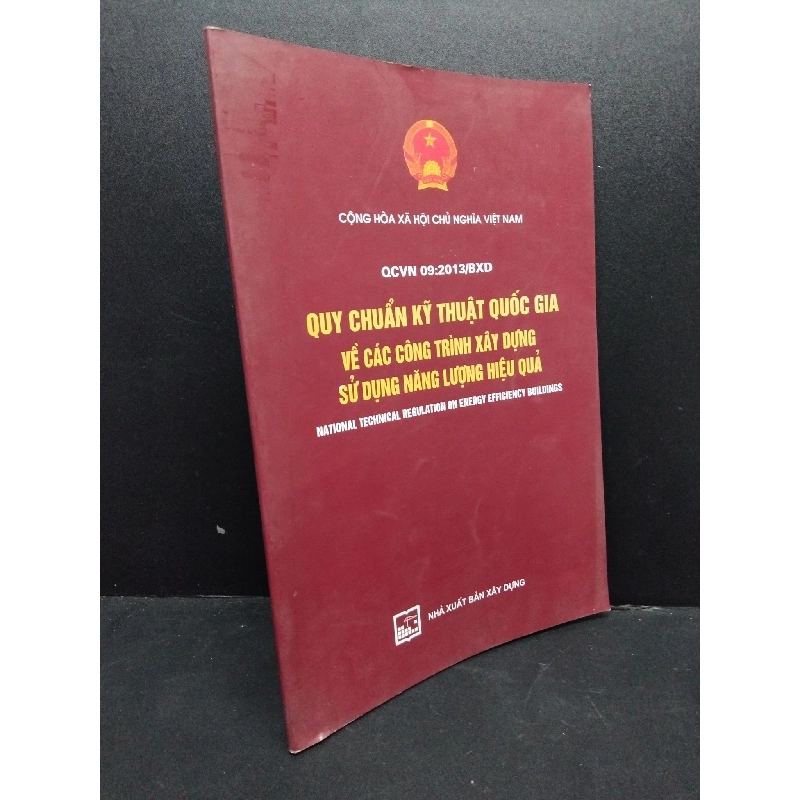 CỘNG HÒA XÃ HỘI CHỦ NGHĨA VIỆT NAM
QCVN 09:2013/BXD
QUY CHUẨN KỸ THUẬT QUỐC GIA
VỀ CÁC CÔNG TRÌNH XÂY DỰNG
SỬ DỤNG NĂNG LƯỢNG HIỆU QUẢ
NATIONAL TECHNICAL REGULATION ON ENERGY EFFICIENCY BUILDINGS
NHÀ XUẤT BẢN XÂY DỰNG